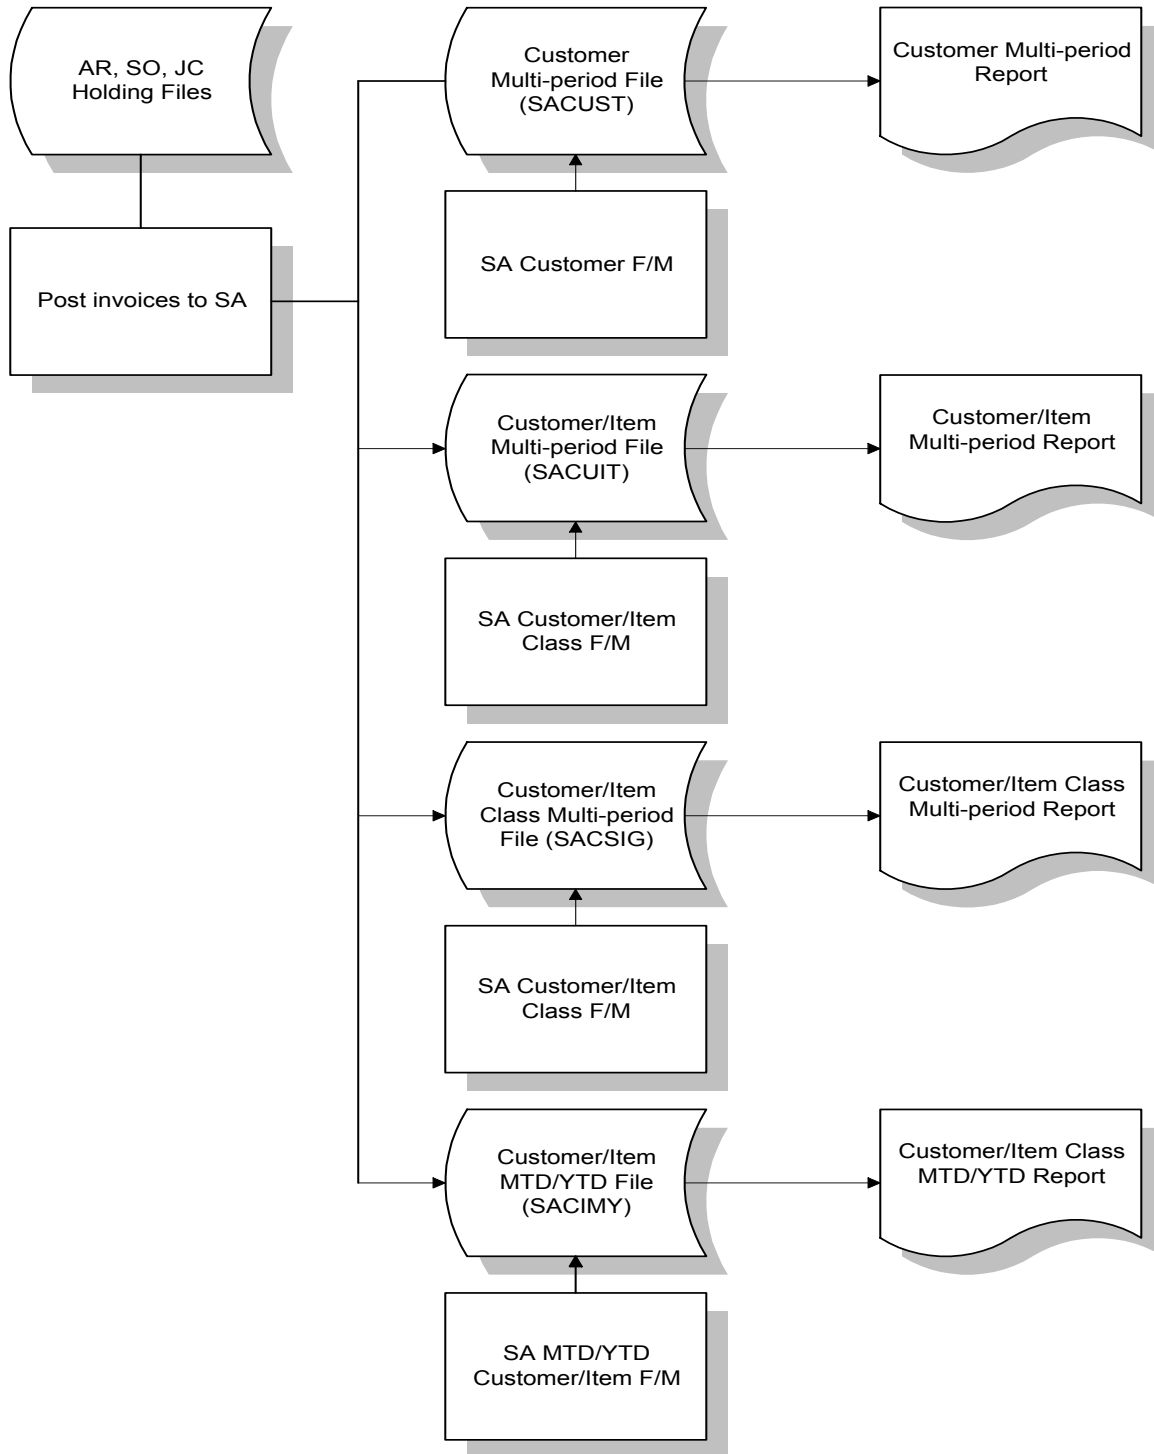 AR, SO, JC
Holding Files
Customer
Multi-period File
(SACUST)
Customer Multi-period
Report
Post invoices to SA
SA Customer F/M
Customer/Item
Multi-period File
(SACUIT)
Customer/Item
Multi-period Report
SA Customer/Item
Class F/M
Customer/Item
Class Multi-period
File (SACSIG)
Customer/Item Class
Multi-period Report
SA Customer/Item
Class F/M
Customer/Item
MTD/YTD File
(SACIMY)
Customer/Item Class
MTD/YTD Report
SA MTD/YTD
Customer/Item F/M